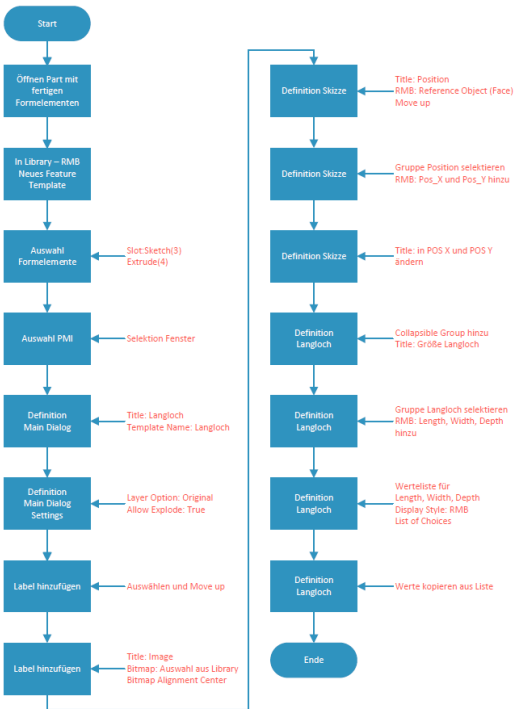 Start
Öffnen Part mit
fertigen
Formelementen
In Library – RMB
Neues Feature
Template
Auswahl
Formelemente
Slot:Sketch(3)
Extrude(4)
Auswahl PMI
Selektion Fenster
Definition
Main Dialog
Title: Langloch
Template Name: Langloch
Definition
Main Dialog
Settings
Layer Option: Original
Allow Explode: True
Label hinzufügen
Auswählen und Move up
Label hinzufügen
Title: Image
Bitmap: Auswahl aus Library
Bitmap Alignment Center
Definition Skizze
Title: Position
RMB: Reference Object (Face)
Move up
Definition Skizze
Gruppe Position selektieren
RMB: Pos_X und Pos_Y hinzu
Definition Skizze
Title: in POS X und POS Y
ändern
Definition
Langloch
Collapsible Group hinzu
Title: Größe Langloch
Definition
Langloch
Gruppe Langloch selektieren
RMB: Length, Width, Depth
hinzu
Definition
Langloch
Werteliste für
Length, Width, Depth
Display Style: RMB
List of Choices
Definition
Langloch
Werte kopieren aus Liste
Ende